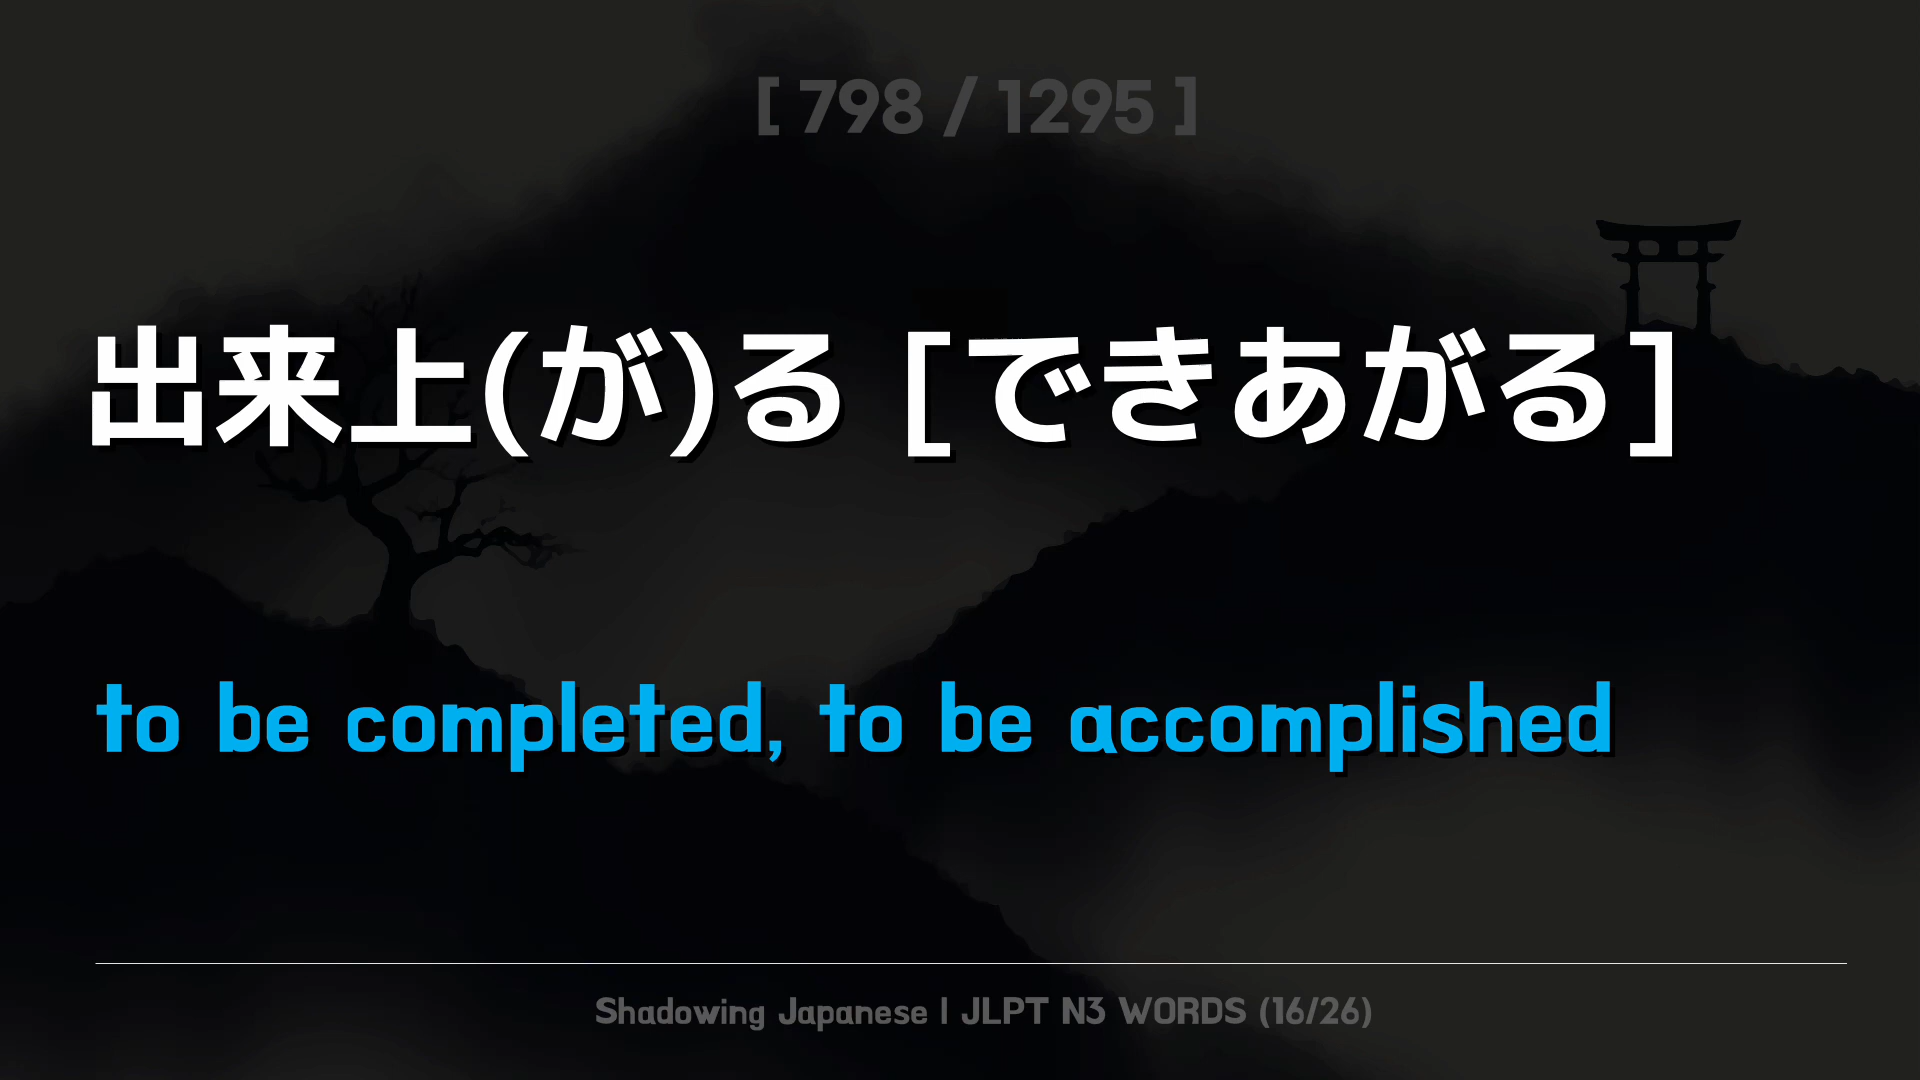 [ 798 / 1295 ]
出来上(が)る [できあがる]
to be completed, to be accomplished
Shadowing Japanese | JLPT N3 WORDS (16/26)